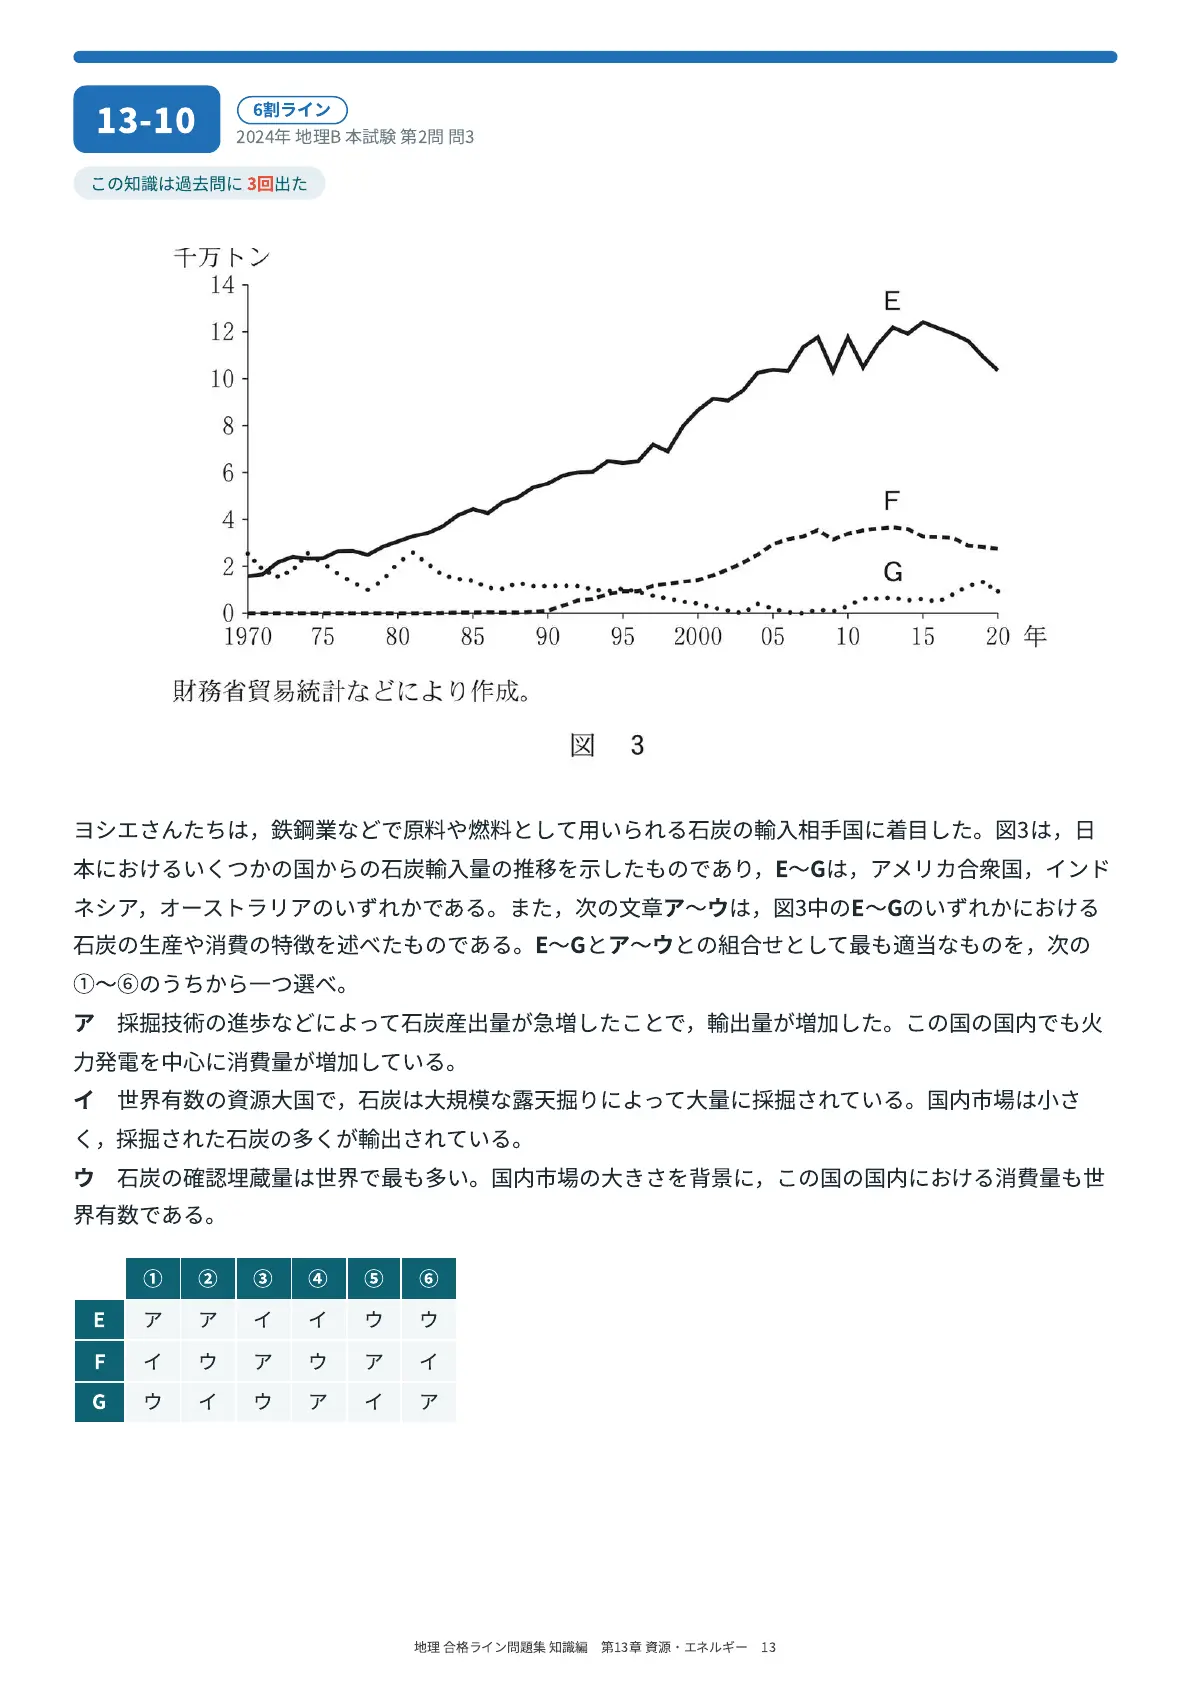 13-10
6割ライン
2024年 地理B 本試験 第2問 問3
この知識は過去問に 3回出た
千万トン
14
12
10
8
6
4
2
0
E
F
G
1970 75 80 85 90 95 2000 05 10 15 20 年
財務省貿易統計などにより作成。
図 3
ヨシエさんたちは，鉄鋼業などで原料や燃料として用いられる石炭の輸入相手国に着目した。図3は，日
本におけるいくつかの国からの石炭輸入量の推移を示したものであり，E～Gは，アメリカ合衆国，インド
ネシア，オーストラリアのいずれかである。また，次の文章ア～ウは，図3中のE～Gのいずれかにおける
石炭の生産や消費の特徴を述べたものである。E～Gとア～ウとの組合せとして最も適当なものを，次の
①～⑥のうちから一つ選べ。
ア　採掘技術の進歩などによって石炭産出量が急増したことで，輸出量が増加した。この国の国内でも火
力発電を中心に消費量が増加している。
イ　世界有数の資源大国で，石炭は大規模な露天掘りによって大量に採掘されている。国内市場は小さ
く，採掘された石炭の多くが輸出されている。
ウ　石炭の確認埋蔵量は世界で最も多い。国内市場の大きさを背景に，この国の国内における消費量も世
界有数である。
① ② ③ ④ ⑤ ⑥
E ア ア イ イ ウ ウ
F イ ウ ア ウ ア イ
G ウ イ ウ ア イ ア
地理 合格ライン問題集 知識編　第13章 資源・エネルギー　13